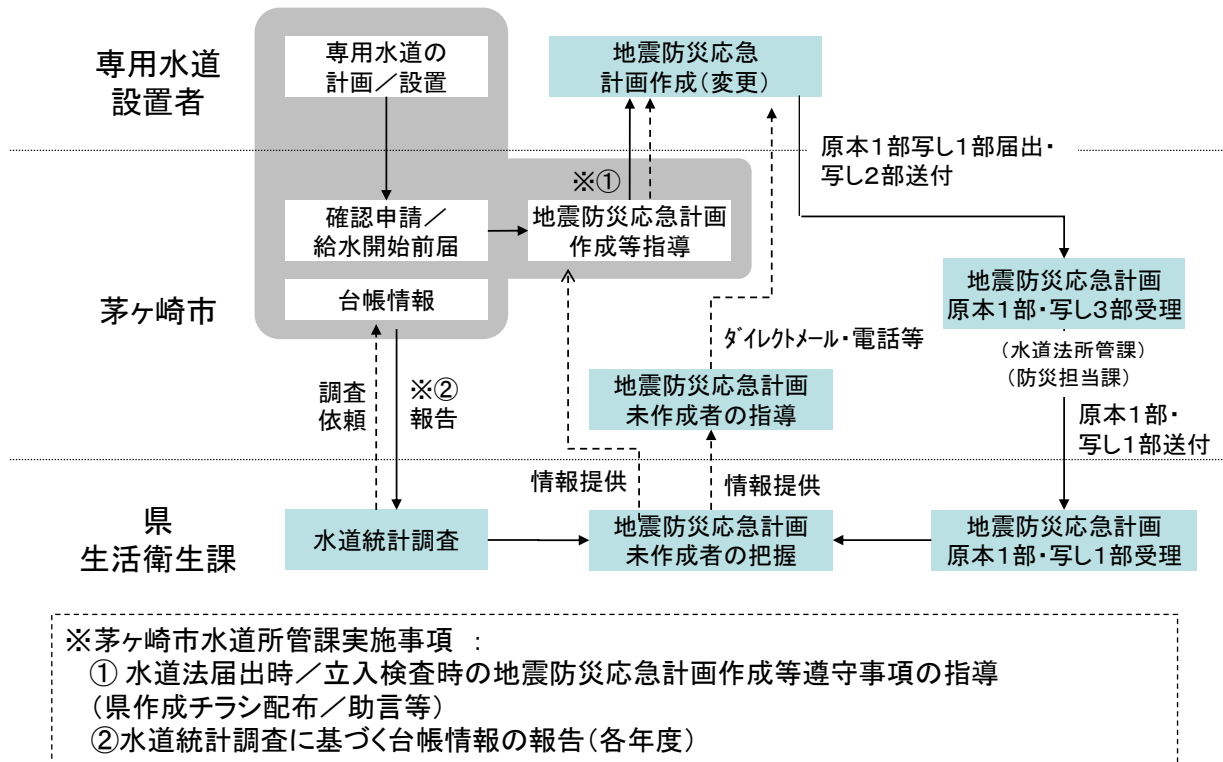 専用水道
設置者
専用水道の
計画／設置
地震防災応急
計画作成（変更）
原本１部写し１部届出・
写し２部送付
※①
確認申請／
給水開始前届
地震防災応急計画
作成等指導
茅ヶ崎市
台帳情報
地震防災応急計画
原本１部・写し３部受理
（水道法所管課）
（防災担当課）
ﾀﾞｲﾚｸﾄﾒｰﾙ・電話等
調査
依頼
※②
報告
地震防災応急計画
未作成者の指導
原本１部・
写し１部送付
情報提供
情報提供
県
生活衛生課
水道統計調査
地震防災応急計画
未作成者の把握
地震防災応急計画
原本１部・写し１部受理
※茅ヶ崎市水道所管課実施事項 ：
① 水道法届出時／立入検査時の地震防災応急計画作成等遵守事項の指導
（県作成チラシ配布／助言等）
②水道統計調査に基づく台帳情報の報告（各年度）